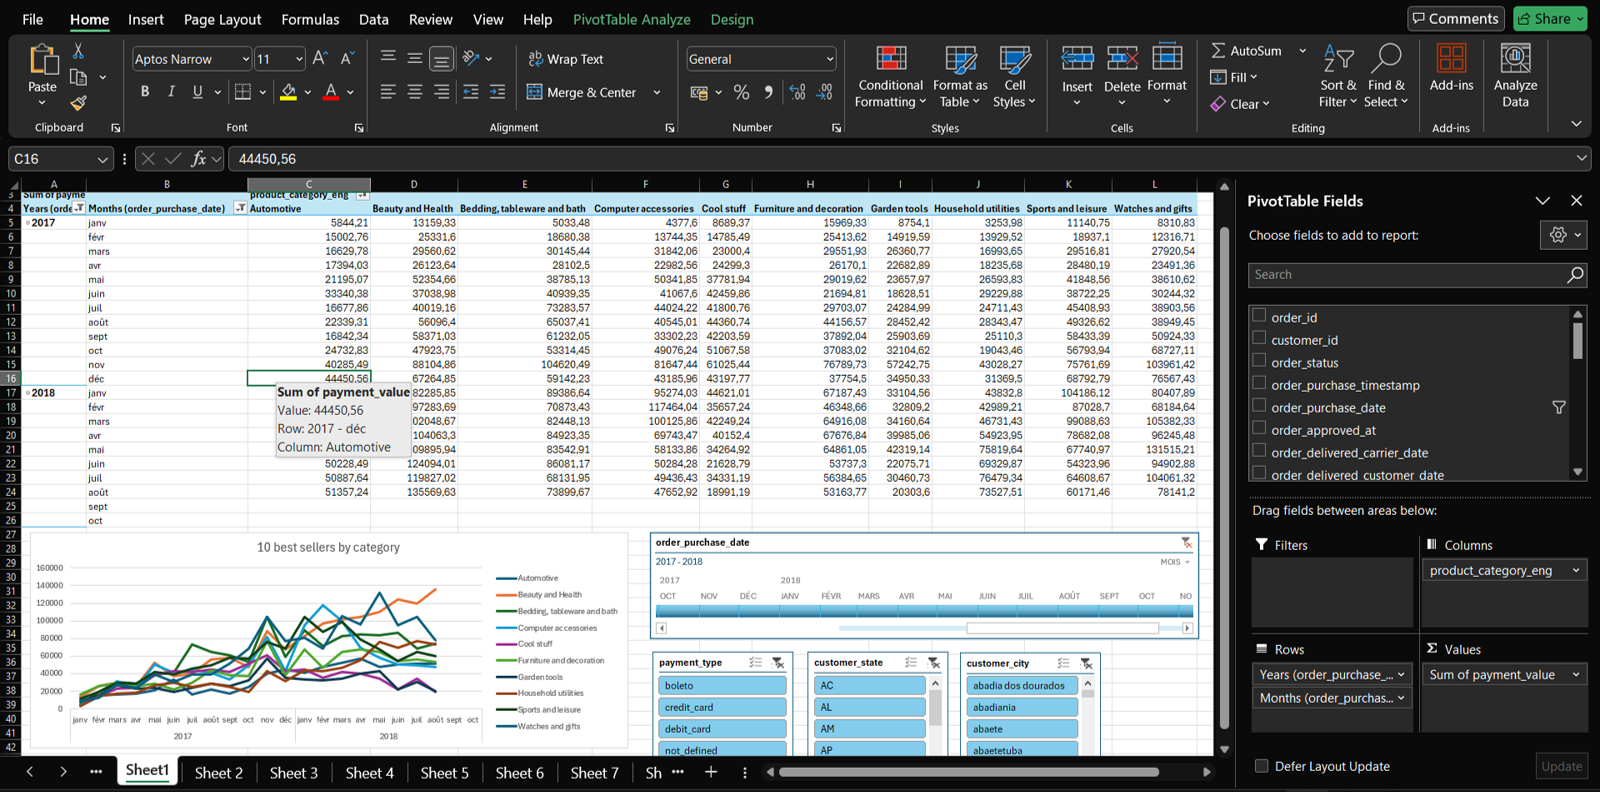 File Home Insert Page Layout Formulas Data Review View Help PivotTable Analyze Design Comments Share
Paste
Clipboard
Aptos Narrow 11
B I U
Font
Wrap Text
Merge & Center
Alignment
General
Number
Conditional Formatting
Format as Table
Cell Styles
Styles
Insert Delete Format
Cells
AutoSum
Fill
Clear
Sort & Filter
Find & Select
Editing
Add-ins
Add-ins
Analyze Data
C16 fx 44450,56
A B C D E F G H I J K L
3 Sum of payme product_category_eng
4 Years (orde Months (order_purchase_date) Automotive Beauty and Health Bedding, tableware and bath Computer accessories Cool stuff Furniture and decoration Garden tools Household utilities Sports and leisure Watches and gifts
5 2017 janv 5844,21 13159,33 5033,48 4377,6 8689,37 15969,33 8754,1 3253,98 11140,75 8310,83
6 févr 15002,76 25331,6 18680,38 13744,35 14785,49 25413,62 14919,59 13929,52 18937,1 12316,71
7 mars 16629,78 29560,62 30145,44 31842,06 23000,4 29551,93 26360,77 16993,65 29516,81 27920,54
8 avr 17394,03 26123,64 28102,5 22982,56 24299,3 26170,1 22682,89 18235,68 28480,19 23491,36
9 mai 21195,07 52354,66 38785,13 50341,85 37781,94 29019,62 23657,97 26593,83 41848,56 38610,62
10 juin 33340,38 37038,98 40939,35 41067,6 42459,86 21694,81 18628,51 29229,88 38722,25 30244,32
11 juil 16677,86 40019,16 73283,57 44024,22 41800,76 29703,07 24284,99 24711,43 45408,93 38903,56
12 août 22339,31 56096,4 65037,41 40545,01 44360,74 44156,57 28452,42 28343,47 49326,62 38949,45
13 sept 16842,34 58371,03 61232,05 33302,23 42203,59 37892,04 25903,69 25110,3 58433,39 50924,33
14 oct 24732,83 47923,75 53314,45 49076,24 51067,58 37083,02 32104,62 19043,46 56793,94 68727,11
15 nov 40285,49 88104,86 104620,49 81647,44 61025,44 76789,73 57242,75 43028,27 75761,69 103961,42
16 déc 44450,56 67264,85 59142,23 43185,96 43197,77 37754,5 34950,33 31369,5 68792,79 76567,43
17 2018 janv 82285,85 89386,64 95274,03 44621,01 67187,43 33104,56 43832,8 104186,12 80407,89
18 févr 97283,69 70873,43 117464,04 35657,24 46348,66 32809,2 42989,21 87028,7 68184,64
19 mars 02048,67 82448,13 100125,86 42249,24 64916,08 34160,64 46731,43 99088,63 105382,33
20 avr 104063,3 84923,35 69743,47 40152,4 67676,84 39985,06 54923,95 78682,08 96245,48
21 mai 09895,94 83542,91 58133,86 34264,92 64861,05 42319,14 75819,64 67740,97 131515,21
22 juin 50228,49 124094,01 86081,17 50284,28 21628,79 53737,3 22075,71 69329,87 54323,96 94902,88
23 juil 50887,64 119827,02 68131,95 49436,43 34331,19 56384,65 30460,73 76479,34 64608,67 104061,32
24 août 51357,24 135569,63 73899,67 47652,92 18991,19 53163,77 20303,6 73527,51 60171,46 78141,2
25 sept
26 oct
Sum of payment_value
Value: 44450,56
Row: 2017 - déc
Column: Automotive
27
28
29
30
31
32
33
34
35
36
37
38
39
40
41
42
10 best sellers by category
160000
140000
120000
100000
80000
60000
40000
20000
0
janv févr mars avr mai juin juil août sept oct nov déc janv févr mars avr mai juin juil août sept oct
2017 2018
Automotive
Beauty and Health
Bedding, tableware and bath
Computer accessories
Cool stuff
Furniture and decoration
Garden tools
Household utilities
Sports and leisure
Watches and gifts
order_purchase_date
2017 - 2018 MOIS
2017 2018
OCT NOV DÉC JANV FÉVR MARS AVR MAI JUIN JUIL AOÛT SEPT OCT NO
payment_type
boleto
credit_card
debit_card
not_defined
customer_state
AC
AL
AM
AP
customer_city
abadia dos dourados
abadiania
abaete
abaetetuba
Sheet1 Sheet 2 Sheet 3 Sheet 4 Sheet 5 Sheet 6 Sheet 7 Sh
PivotTable Fields
Choose fields to add to report:
Search
order_id
customer_id
order_status
order_purchase_timestamp
order_purchase_date
order_approved_at
order_delivered_carrier_date
order_delivered_customer_date
Drag fields between areas below:
Filters
Columns
product_category_eng
Rows
Years (order_purchase_...
Months (order_purchas...
Values
Sum of payment_value
Defer Layout Update
Update